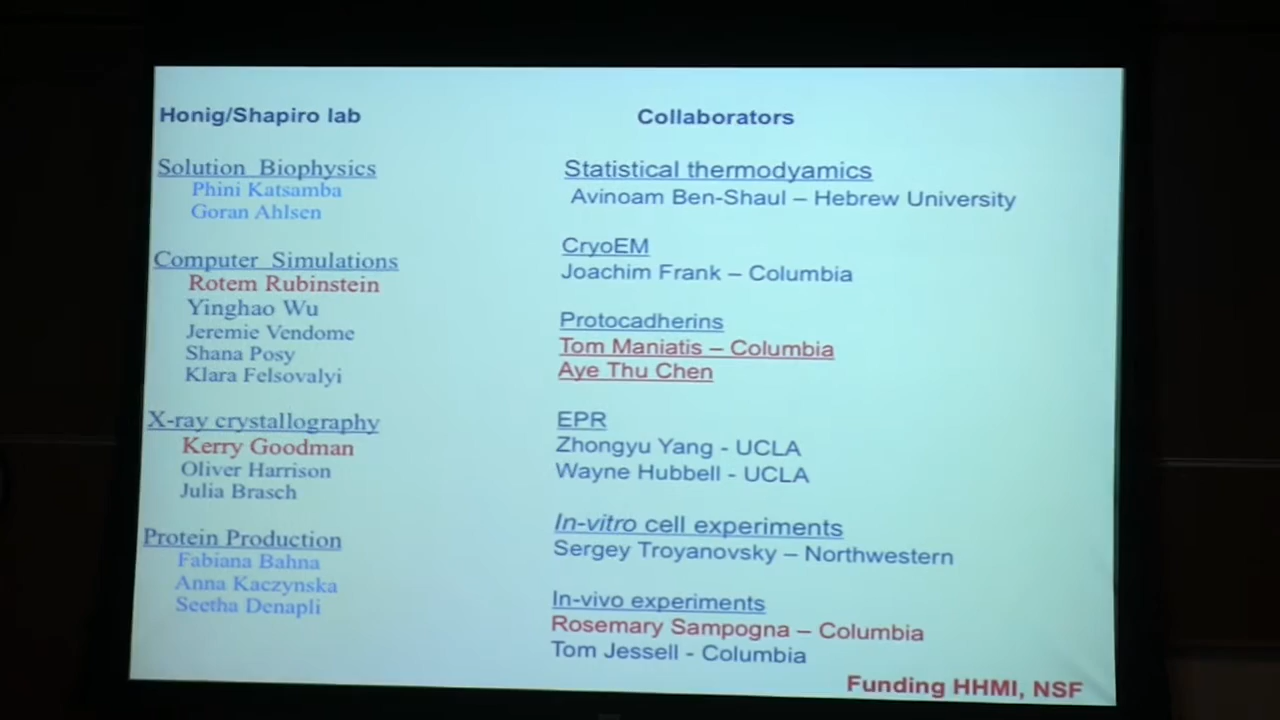 Honig/Shapiro lab
Solution Biophysics
Phini Katsamba
Goran Ahlsen
Computer Simulations
Rotem Rubinstein
Yinghao Wu
Jeremie Vendome
Shana Posy
Klara Felsovalyi
X-ray crystallography
Kerry Goodman
Oliver Harrison
Julia Brasch
Protein Production
Fabiana Bahna
Anna Kaczynska
Seetha Denapli
Collaborators
Statistical thermodyamics
Avinoam Ben-Shaul – Hebrew University
CryoEM
Joachim Frank – Columbia
Protocadherins
Tom Maniatis – Columbia
Aye Thu Chen
EPR
Zhongyu Yang - UCLA
Wayne Hubbell - UCLA
In-vitro cell experiments
Sergey Troyanovsky – Northwestern
In-vivo experiments
Rosemary Sampogna – Columbia
Tom Jessell - Columbia
Funding HHMI, NSF